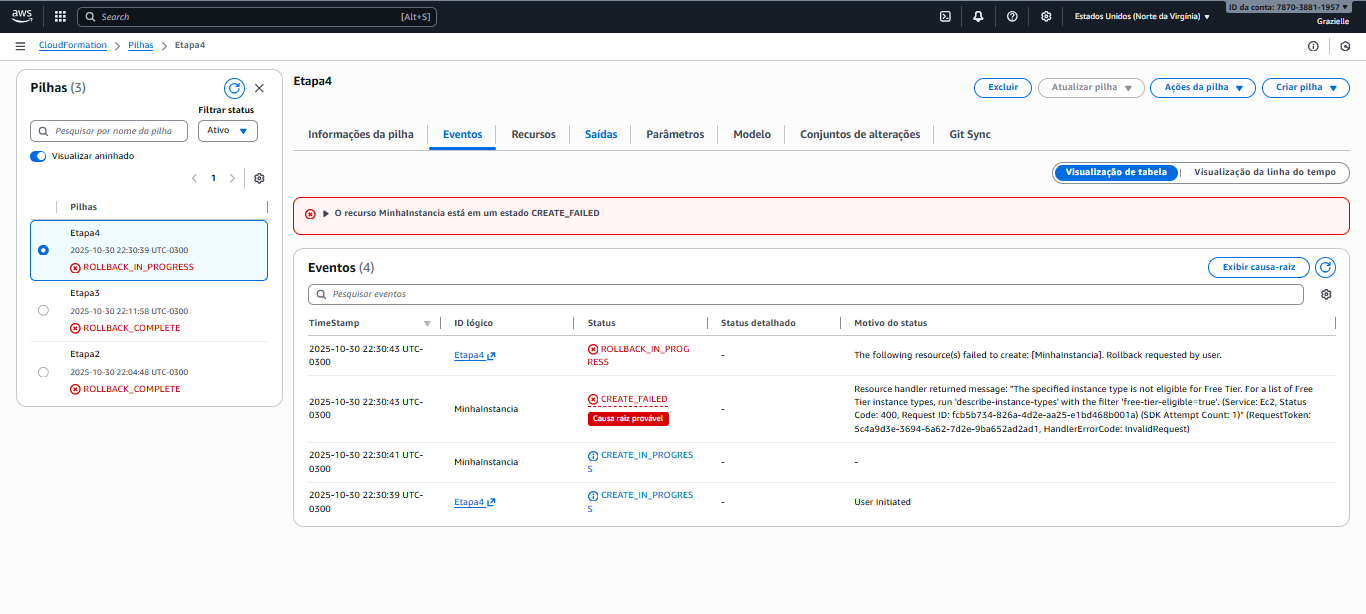 aws
Search
[Alt+S]
Estados Unidos (Norte da Virgínia)
ID da conta: 7870-3881-1957
Grazielle
CloudFormation
Pilhas
Etapa4
Pilhas (3)
Filtrar status
Pesquisar por nome da pilha
Ativo
Visualizar aninhado
1
Pilhas
Etapa4
2025-10-30 22:30:39 UTC-0300
ROLLBACK_IN_PROGRESS
Etapa3
2025-10-30 22:11:58 UTC-0300
ROLLBACK_COMPLETE
Etapa2
2025-10-30 22:04:48 UTC-0300
ROLLBACK_COMPLETE
Etapa4
Excluir
Atualizar pilha
Ações da pilha
Criar pilha
Informações da pilha
Eventos
Recursos
Saídas
Parâmetros
Modelo
Conjuntos de alterações
Git Sync
Visualização de tabela
Visualização da linha do tempo
O recurso MinhaInstancia está em um estado CREATE_FAILED
Eventos (4)
Exibir causa-raiz
Pesquisar eventos
TimeStamp
ID lógico
Status
Status detalhado
Motivo do status
2025-10-30 22:30:43 UTC-
0300
Etapa4
ROLLBACK_IN_PROG
RESS
-
The following resource(s) failed to create: [MinhaInstancia]. Rollback requested by user.
2025-10-30 22:30:43 UTC-
0300
MinhaInstancia
CREATE_FAILED
Causa raiz provável
-
Resource handler returned message: "The specified instance type is not eligible for Free Tier. For a list of Free
Tier instance types, run 'describe-instance-types' with the filter 'free-tier-eligible=true'. (Service: Ec2, Status
Code: 400, Request ID: fcb5b734-826a-4d2e-aa25-e1bd468b001a) (SDK Attempt Count: 1)" (RequestToken:
5c4a9d3e-3694-6a62-7d2e-9ba652ad2ad1, HandlerErrorCode: InvalidRequest)
2025-10-30 22:30:41 UTC-
0300
MinhaInstancia
CREATE_IN_PROGRES
S
-
-
2025-10-30 22:30:39 UTC-
0300
Etapa4
CREATE_IN_PROGRES
S
-
User Initiated